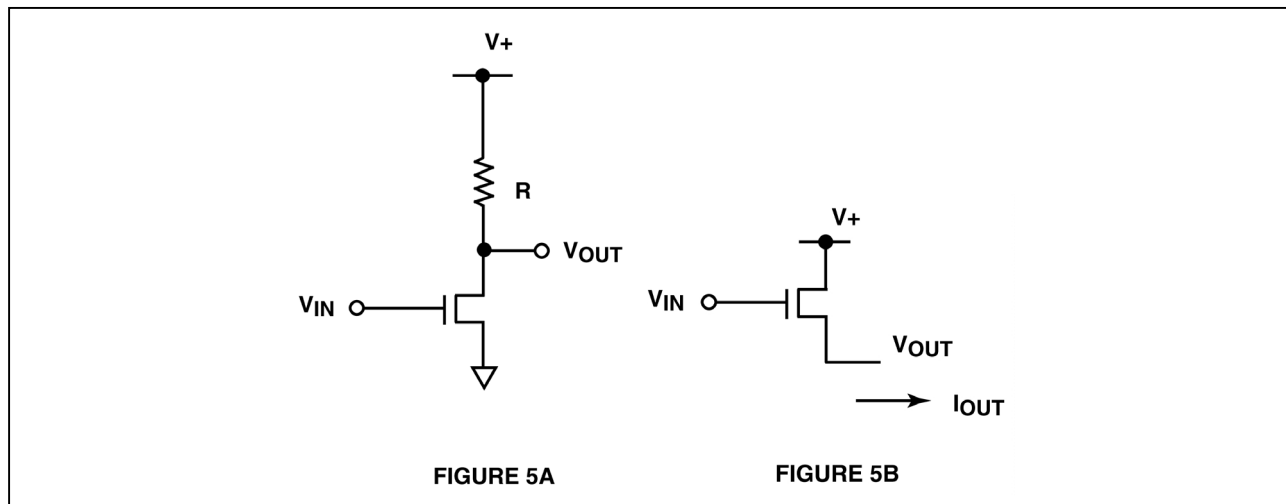 V+
R
VOUT
VIN
FIGURE 5A
V+
VIN
VOUT
IOUT
FIGURE 5B